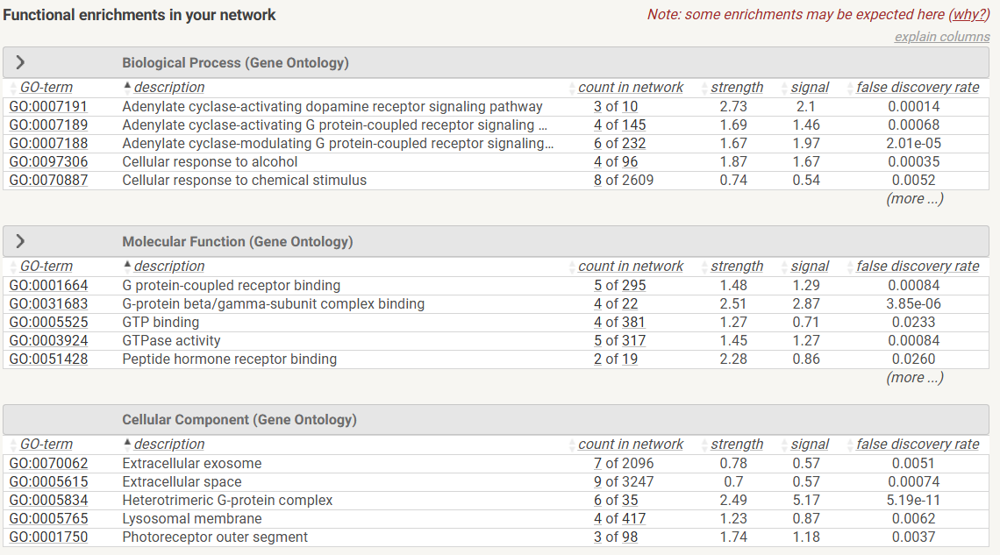 Functional enrichments in your network
Note: some enrichments may be expected here (why?)
explain columns
Biological Process (Gene Ontology)
GO-term description count in network strength signal false discovery rate
GO:0007191 Adenylate cyclase-activating dopamine receptor signaling pathway 3 of 10 2.73 2.1 0.00014
GO:0007189 Adenylate cyclase-activating G protein-coupled receptor signaling ... 4 of 145 1.69 1.46 0.00068
GO:0007188 Adenylate cyclase-modulating G protein-coupled receptor signaling... 6 of 232 1.67 1.97 2.01e-05
GO:0097306 Cellular response to alcohol 4 of 96 1.87 1.67 0.00035
GO:0070887 Cellular response to chemical stimulus 8 of 2609 0.74 0.54 0.0052
(more ...)
Molecular Function (Gene Ontology)
GO-term description count in network strength signal false discovery rate
GO:0001664 G protein-coupled receptor binding 5 of 295 1.48 1.29 0.00084
GO:0031683 G-protein beta/gamma-subunit complex binding 4 of 22 2.51 2.87 3.85e-06
GO:0005525 GTP binding 4 of 381 1.27 0.71 0.0233
GO:0003924 GTPase activity 5 of 317 1.45 1.27 0.00084
GO:0051428 Peptide hormone receptor binding 2 of 19 2.28 0.86 0.0260
(more ...)
Cellular Component (Gene Ontology)
GO-term description count in network strength signal false discovery rate
GO:0070062 Extracellular exosome 7 of 2096 0.78 0.57 0.0051
GO:0005615 Extracellular space 9 of 3247 0.7 0.57 0.00074
GO:0005834 Heterotrimeric G-protein complex 6 of 35 2.49 5.17 5.19e-11
GO:0005765 Lysosomal membrane 4 of 417 1.23 0.87 0.0062
GO:0001750 Photoreceptor outer segment 3 of 98 1.74 1.18 0.0037